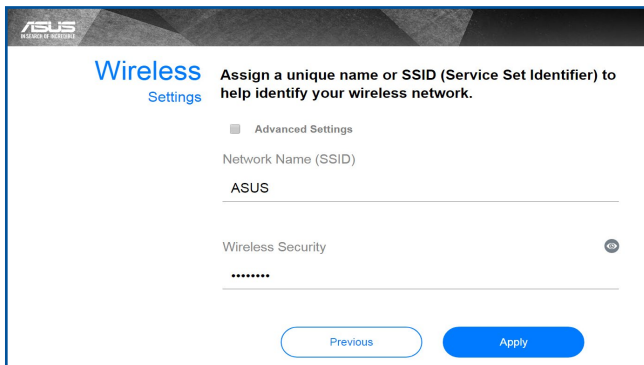 ASUS
IN SEARCH OF INCREDIBLE
Wireless
Settings
Assign a unique name or SSID (Service Set Identifier) to
help identify your wireless network.
Advanced Settings
Network Name (SSID)
ASUS
Wireless Security
••••••••
Previous
Apply